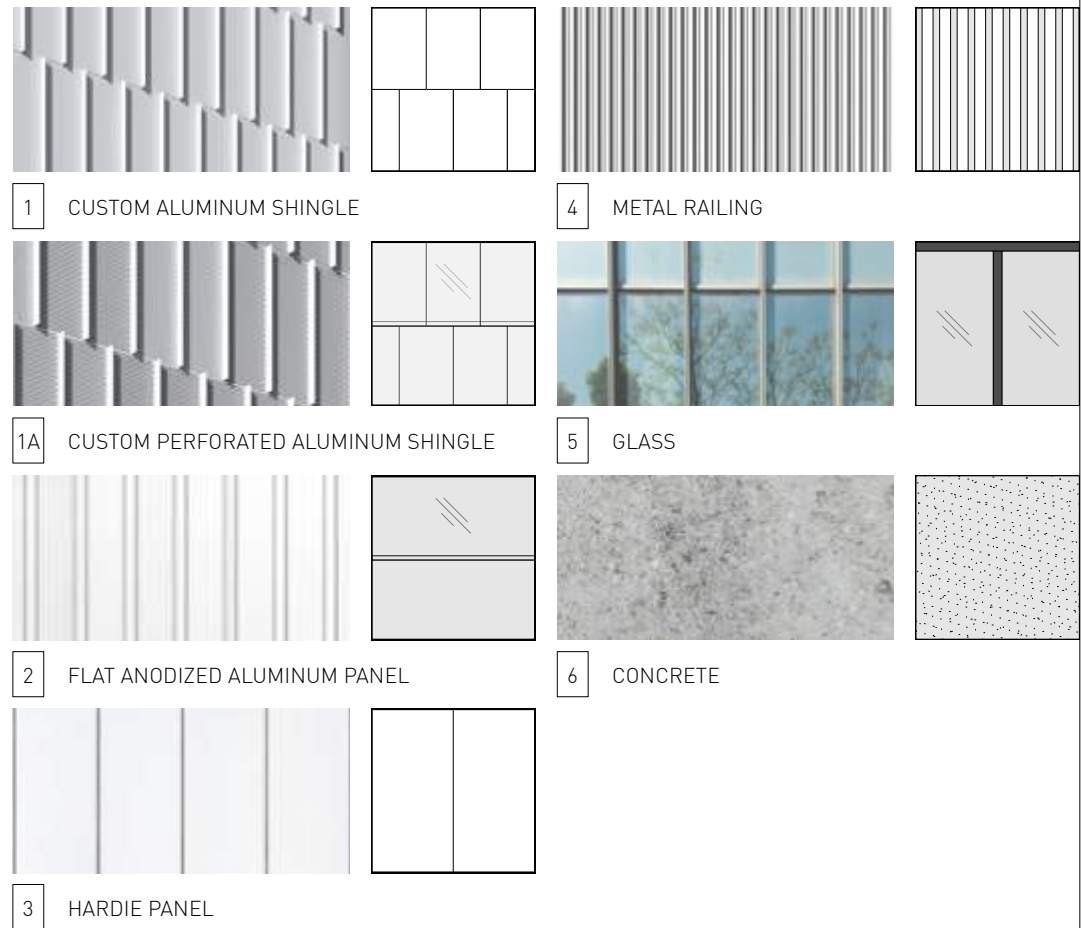 1 CUSTOM ALUMINUM SHINGLE
4 METAL RAILING
1A CUSTOM PERFORATED ALUMINUM SHINGLE
5 GLASS
2 FLAT ANODIZED ALUMINUM PANEL
6 CONCRETE
3 HARDIE PANEL